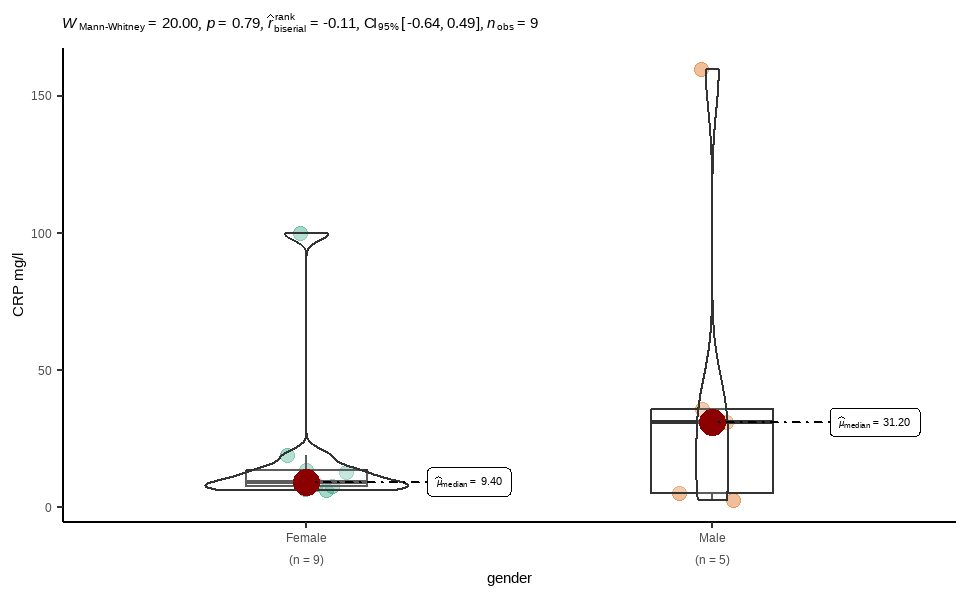 W Mann-Whitney = 20.00, p = 0.79, r̂ rank biserial = -0.11, CI95% [-0.64, 0.49], n obs = 9
150
100
50
0
CRP mg/l
μ̂ median = 9.40
μ̂ median = 31.20
Female Male
(n = 9) (n = 5)
gender